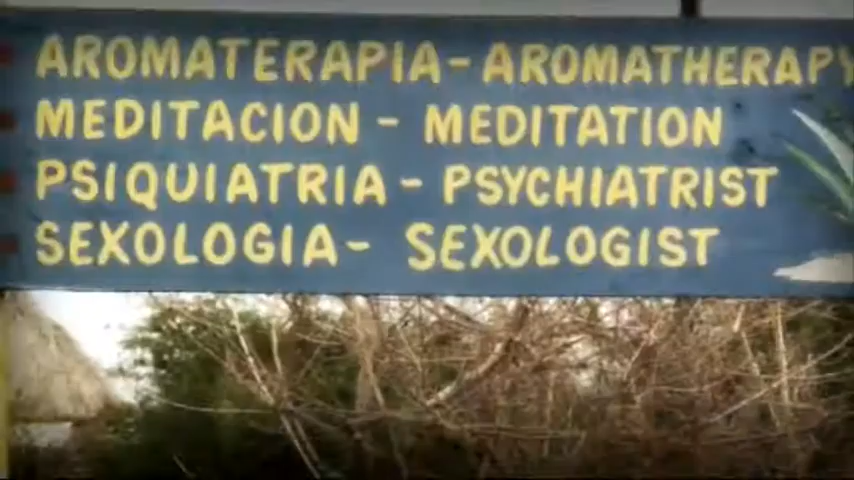 AROMATERAPIA - AROMATHERAPY
MEDITACION - MEDITATION
PSIQUIATRIA - PSYCHIATRIST
SEXOLOGIA - SEXOLOGIST